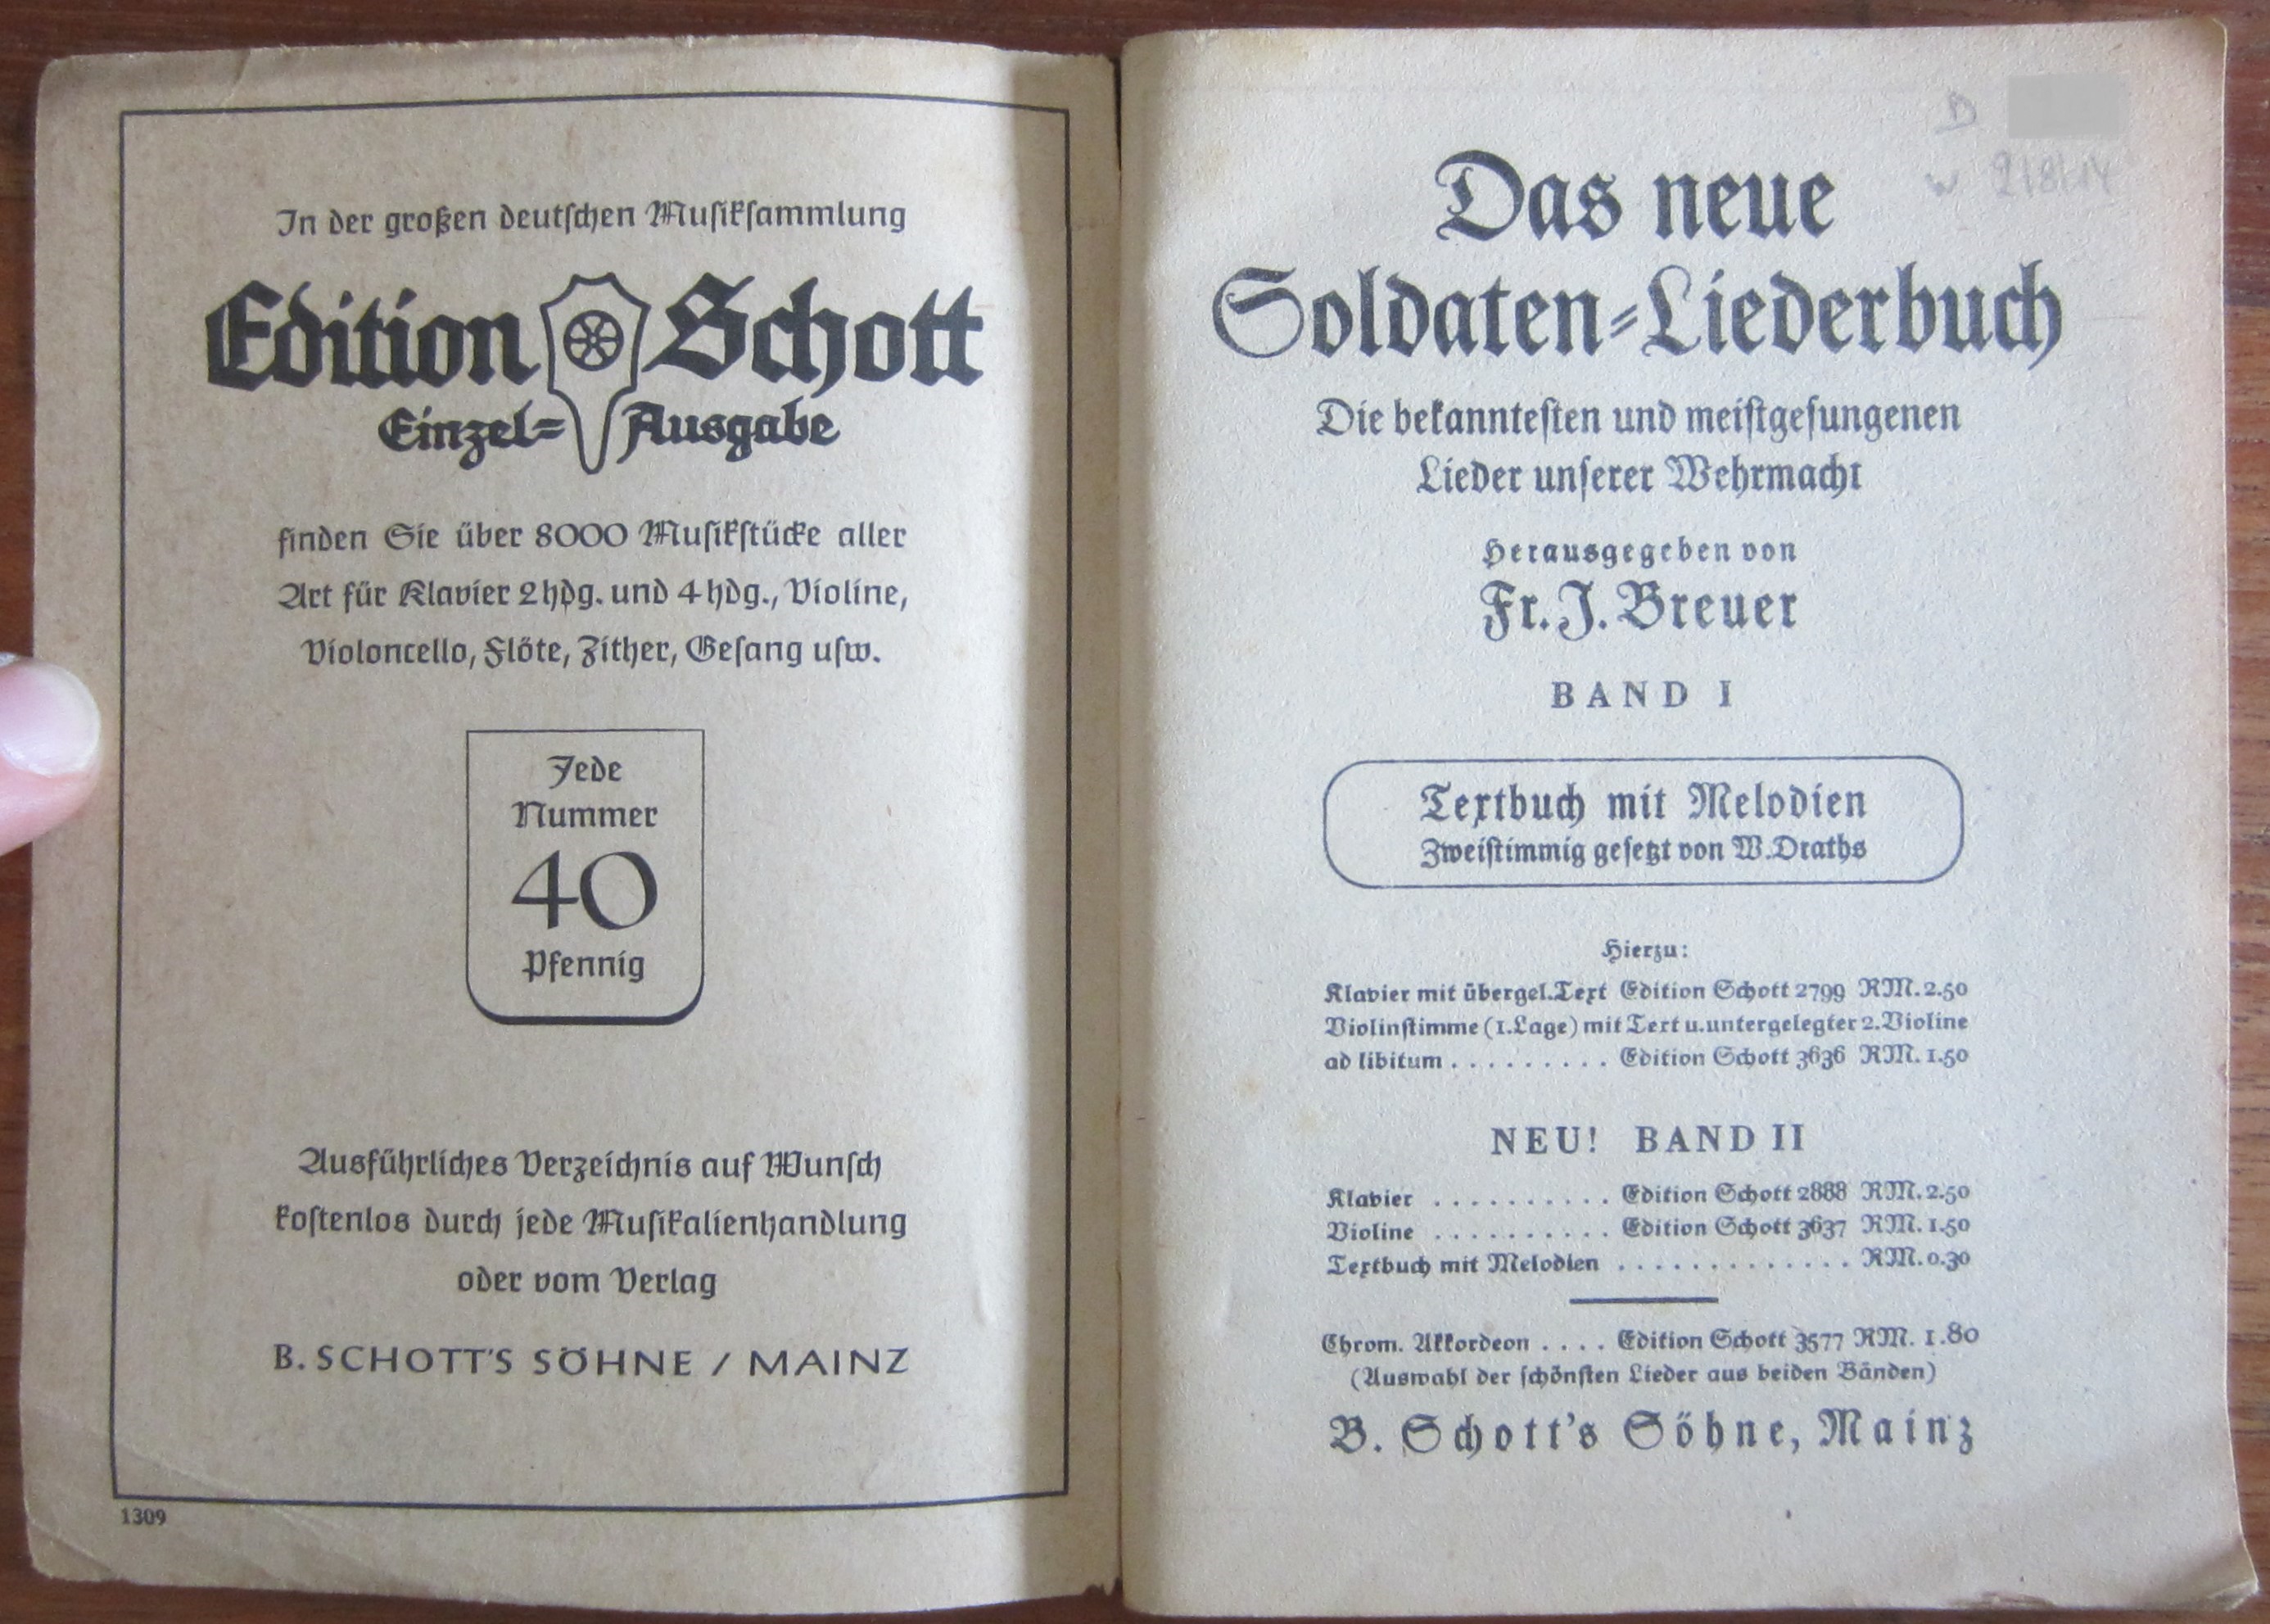 In der großen deutschen Musiksammlung
Edition Schott
Einzel-Ausgabe
finden Sie über 8000 Musikstücke aller
Art für Klavier 2hdg. und 4hdg., Violine,
Violoncello, Flöte, Zither, Gesang usw.
Jede
Nummer
40
Pfennig
Ausführliches Verzeichnis auf Wunsch
kostenlos durch jede Musikalienhandlung
oder vom Verlag
B. SCHOTT'S SÖHNE / MAINZ
1309
D
Das neue
Soldaten-Liederbuch
Die bekanntesten und meistgesungenen
Lieder unserer Wehrmacht
Herausgegeben von
Fr. J. Breuer
BAND I
Textbuch mit Melodien
Zweistimmig gesetzt von W. Draths
Hierzu:
Klavier mit übergel. Text Edition Schott 2799 RM. 2.50
Violinstimme (1. Lage) mit Text u. untergelegter 2. Violine
ad libitum . . . . . . . . . Edition Schott 3636 RM. 1.50
NEU! BAND II
Klavier . . . . . . . . . . Edition Schott 2888 RM. 2.50
Violine . . . . . . . . . . Edition Schott 3637 RM. 1.50
Textbuch mit Melodien . . . . . . . . . . . . . RM. 0.30
Chrom. Akkordeon . . . . Edition Schott 3577 RM. 1.80
(Auswahl der schönsten Lieder aus beiden Bänden)
B. Schott's Söhne, Mainz